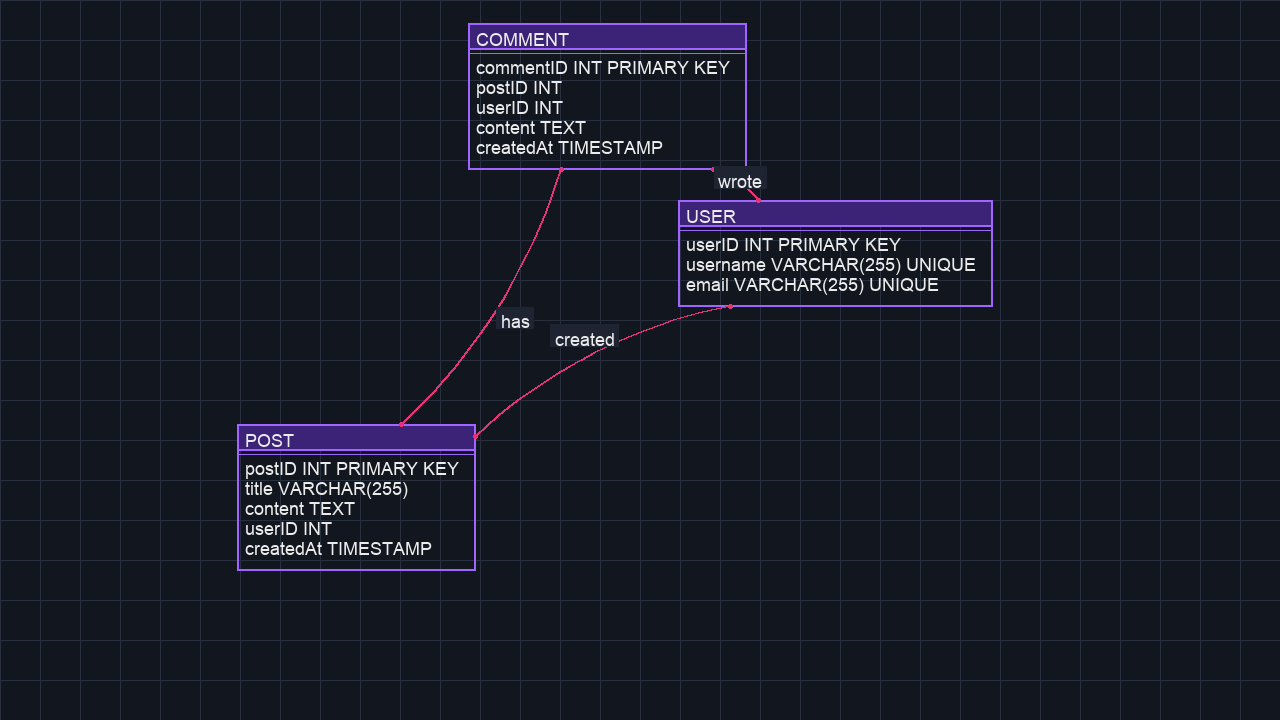 COMMENT
commentID INT PRIMARY KEY
postID INT
userID INT
content TEXT
createdAt TIMESTAMP
wrote
USER
userID INT PRIMARY KEY
username VARCHAR(255) UNIQUE
email VARCHAR(255) UNIQUE
has
created
POST
postID INT PRIMARY KEY
title VARCHAR(255)
content TEXT
userID INT
createdAt TIMESTAMP